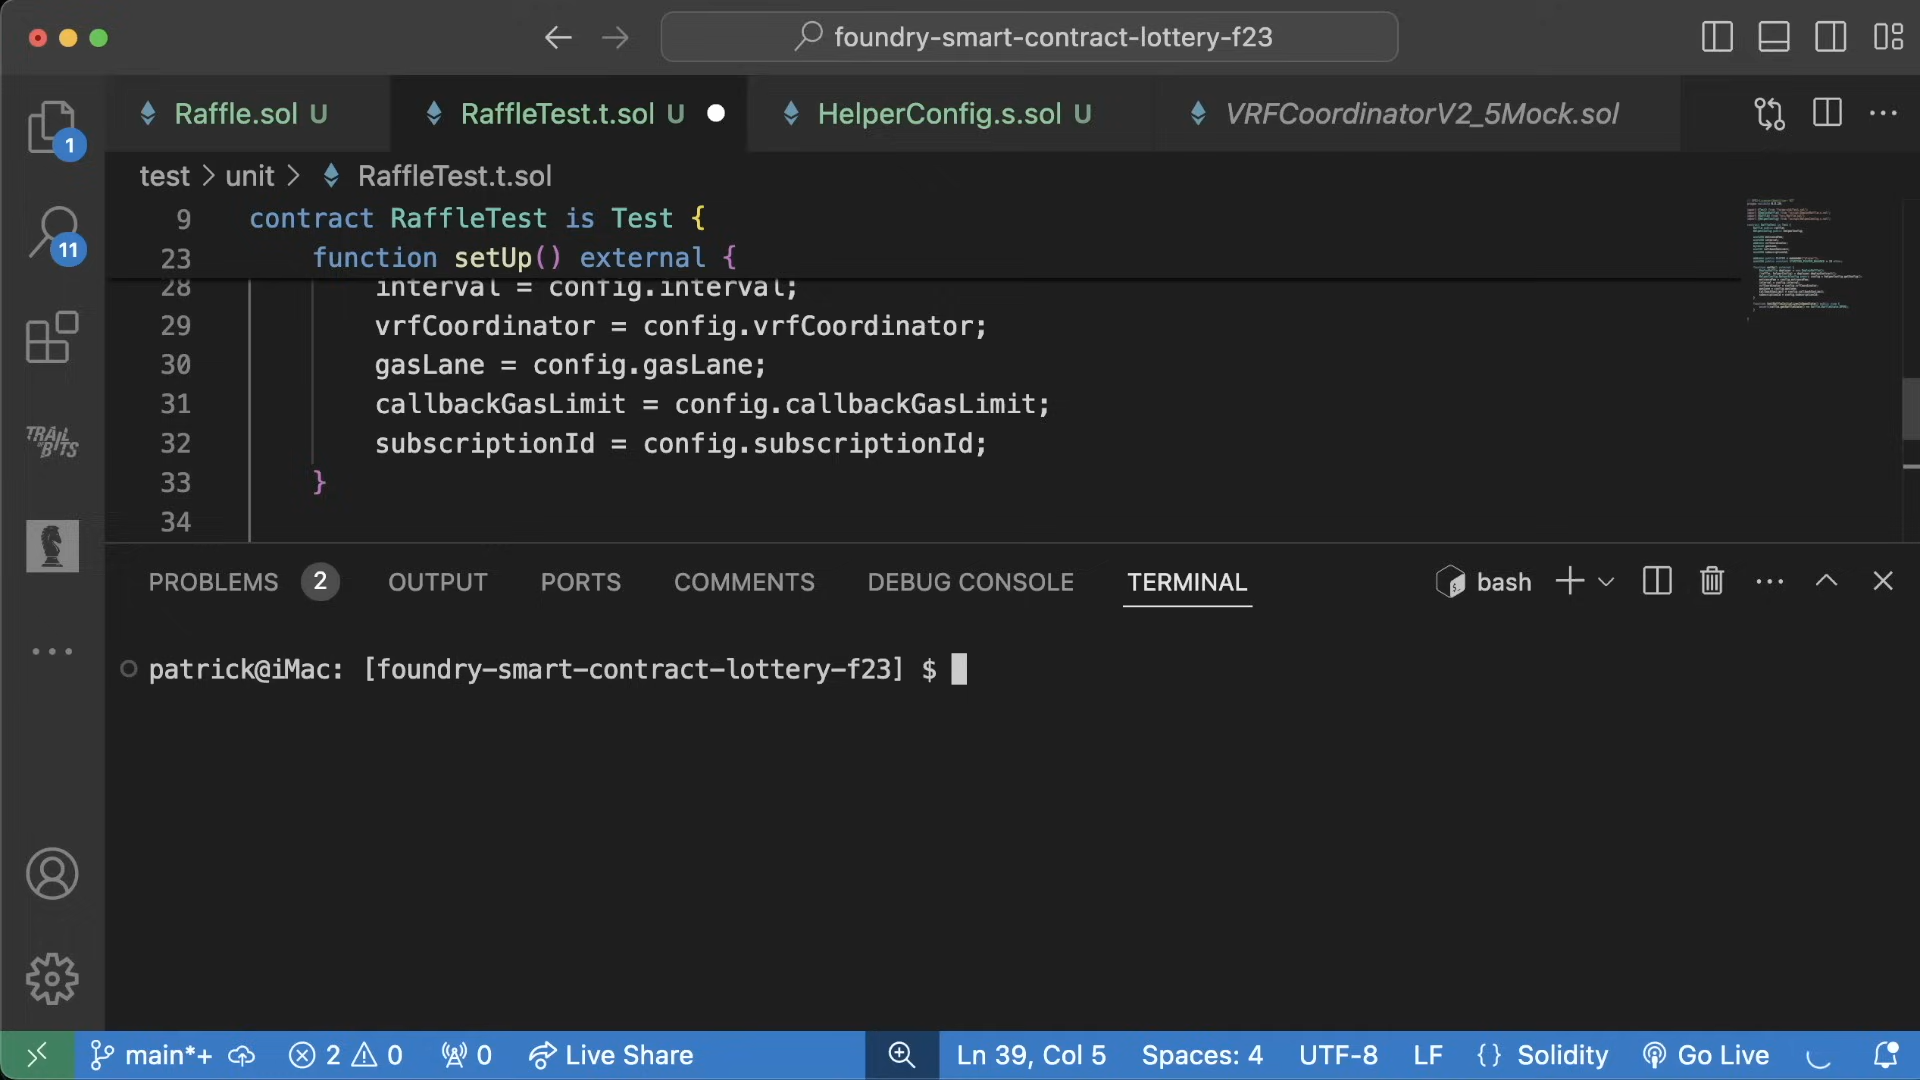 foundry-smart-contract-lottery-f23
Raffle.sol U
RaffleTest.t.sol U
HelperConfig.s.sol U
VRFCoordinatorV2_5Mock.sol
1
test > unit > RaffleTest.t.sol
9 contract RaffleTest is Test {
11
23 function setUp() external {
28 interval = config.interval;
29 vrfCoordinator = config.vrfCoordinator;
30 gasLane = config.gasLane;
31 callbackGasLimit = config.callbackGasLimit;
TRAIL OF BITS
32 subscriptionId = config.subscriptionId;
33 }
34
PROBLEMS 2 OUTPUT PORTS COMMENTS DEBUG CONSOLE TERMINAL bash
patrick@iMac: [foundry-smart-contract-lottery-f23] $
main*+ 2 0 0 Live Share Ln 39, Col 5 Spaces: 4 UTF-8 LF {} Solidity Go Live